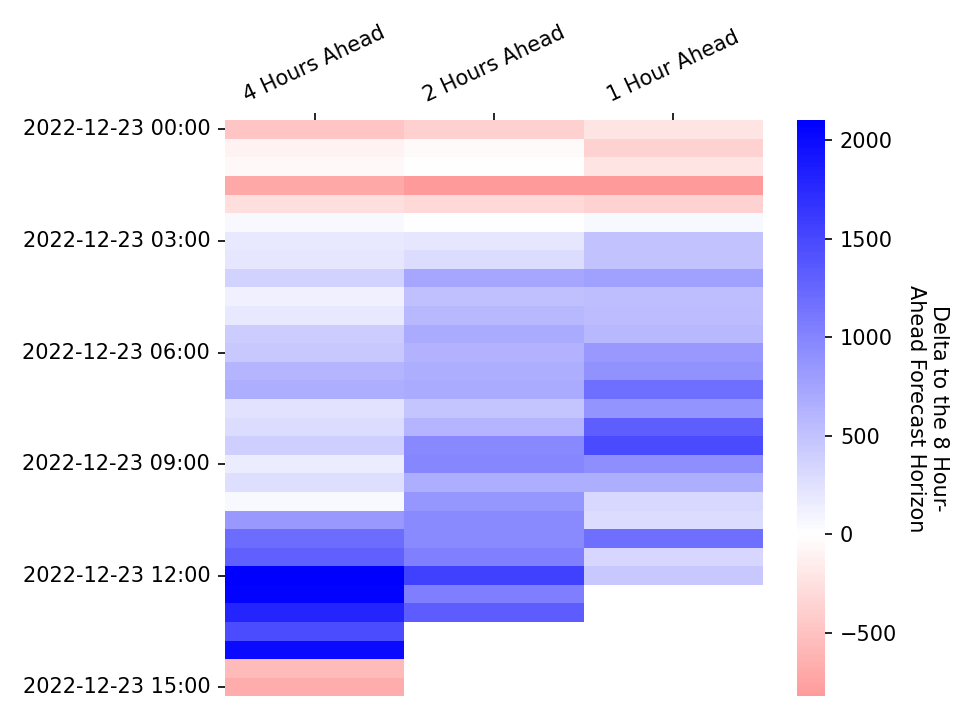 4 Hours Ahead
2 Hours Ahead
1 Hour Ahead
2022-12-23 00:00
2022-12-23 03:00
2022-12-23 06:00
2022-12-23 09:00
2022-12-23 12:00
2022-12-23 15:00
2000
1500
1000
500
0
−500
Delta to the 8 Hour-
Ahead Forecast Horizon